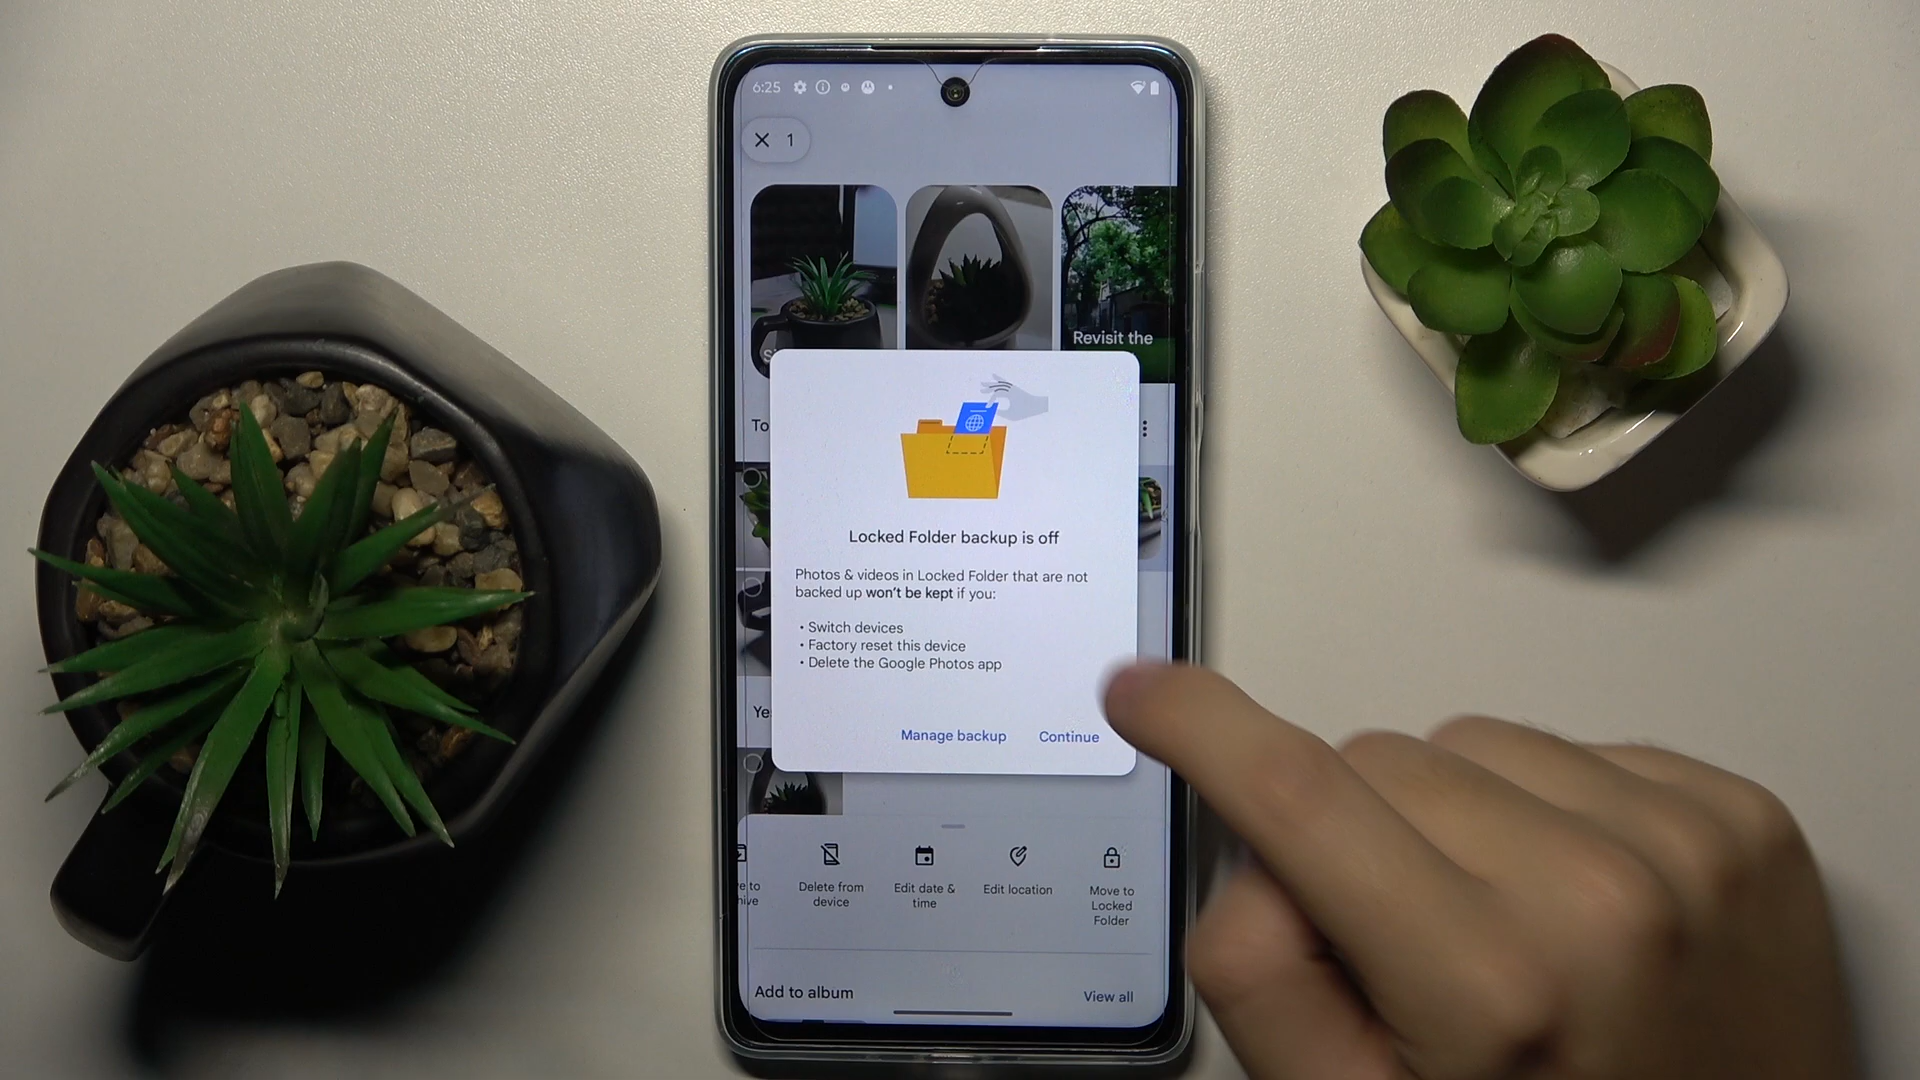 6:25
1
Revisit the
Locked Folder backup is off
Photos & videos in Locked Folder that are not
backed up won't be kept if you:
• Switch devices
• Factory reset this device
• Delete the Google Photos app
Manage backup Continue
Delete from
device
Edit date &
time
Edit location
Move to
Locked
Folder
Add to album
View all